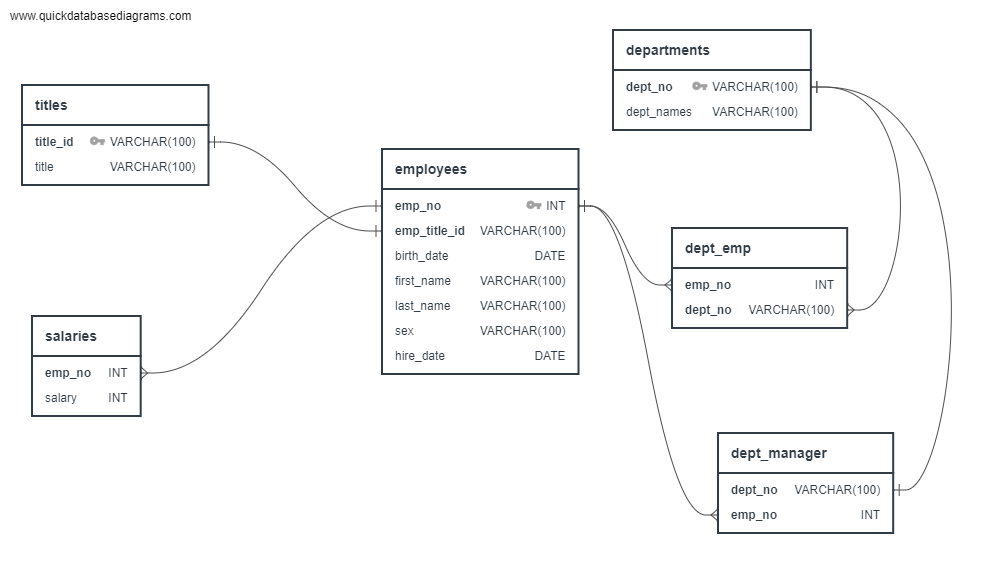 www.quickdatabasediagrams.com
departments
dept_no VARCHAR(100)
dept_names VARCHAR(100)
titles
title_id VARCHAR(100)
title VARCHAR(100)
employees
emp_no INT
emp_title_id VARCHAR(100)
birth_date DATE
first_name VARCHAR(100)
last_name VARCHAR(100)
sex VARCHAR(100)
hire_date DATE
dept_emp
emp_no INT
dept_no VARCHAR(100)
salaries
emp_no INT
salary INT
dept_manager
dept_no VARCHAR(100)
emp_no INT